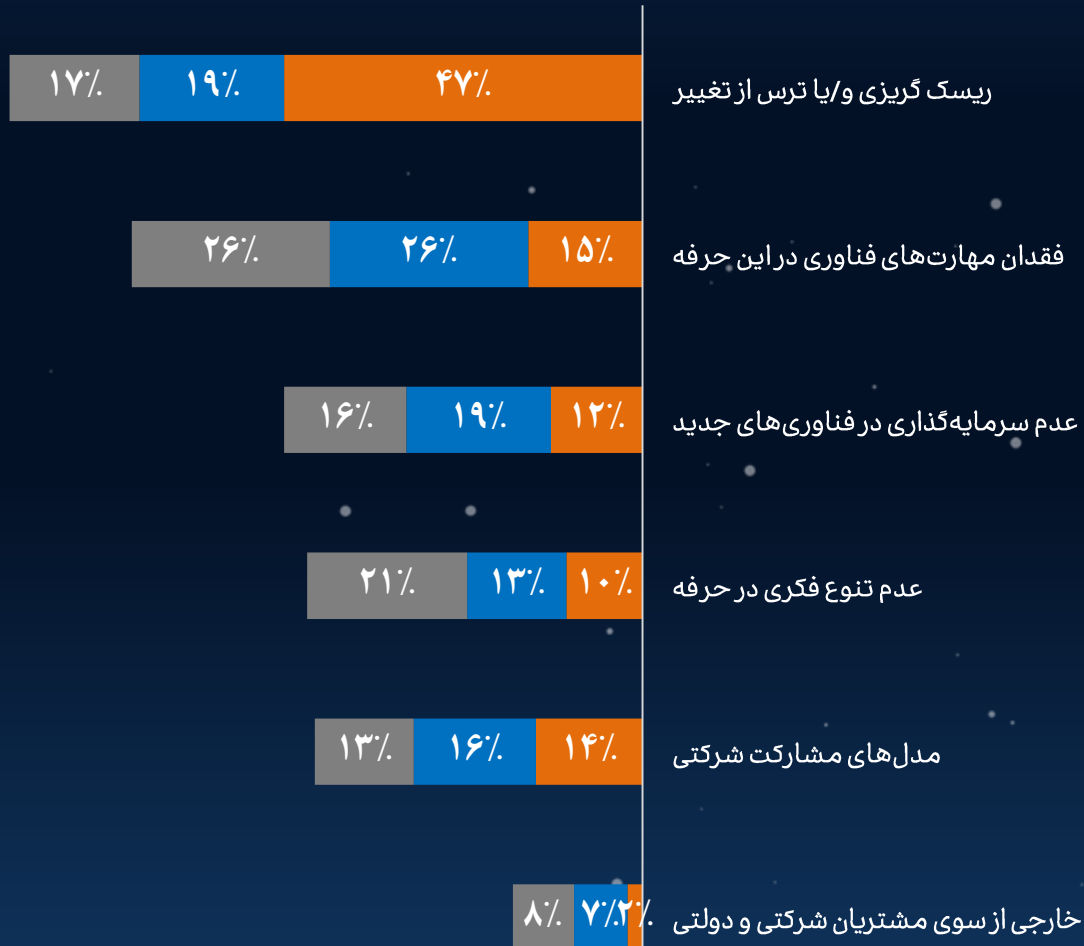 ریسک گریزی و/یا ترس از تغییر
۴۷٪ ۱۹٪ ۱۷٪
فقدان مهارت‌های فناوری در این حرفه
۱۵٪ ۲۶٪ ۲۶٪
عدم سرمایه‌گذاری در فناوری‌های جدید
۱۲٪ ۱۹٪ ۱۶٪
عدم تنوع فکری در حرفه
۱۰٪ ۱۳٪ ۲۱٪
مدل‌های مشارکت شرکتی
۱۴٪ ۱۶٪ ۱۳٪
خارجی از سوی مشتریان شرکتی و دولتی
۲٪ ۷٪ ۸٪